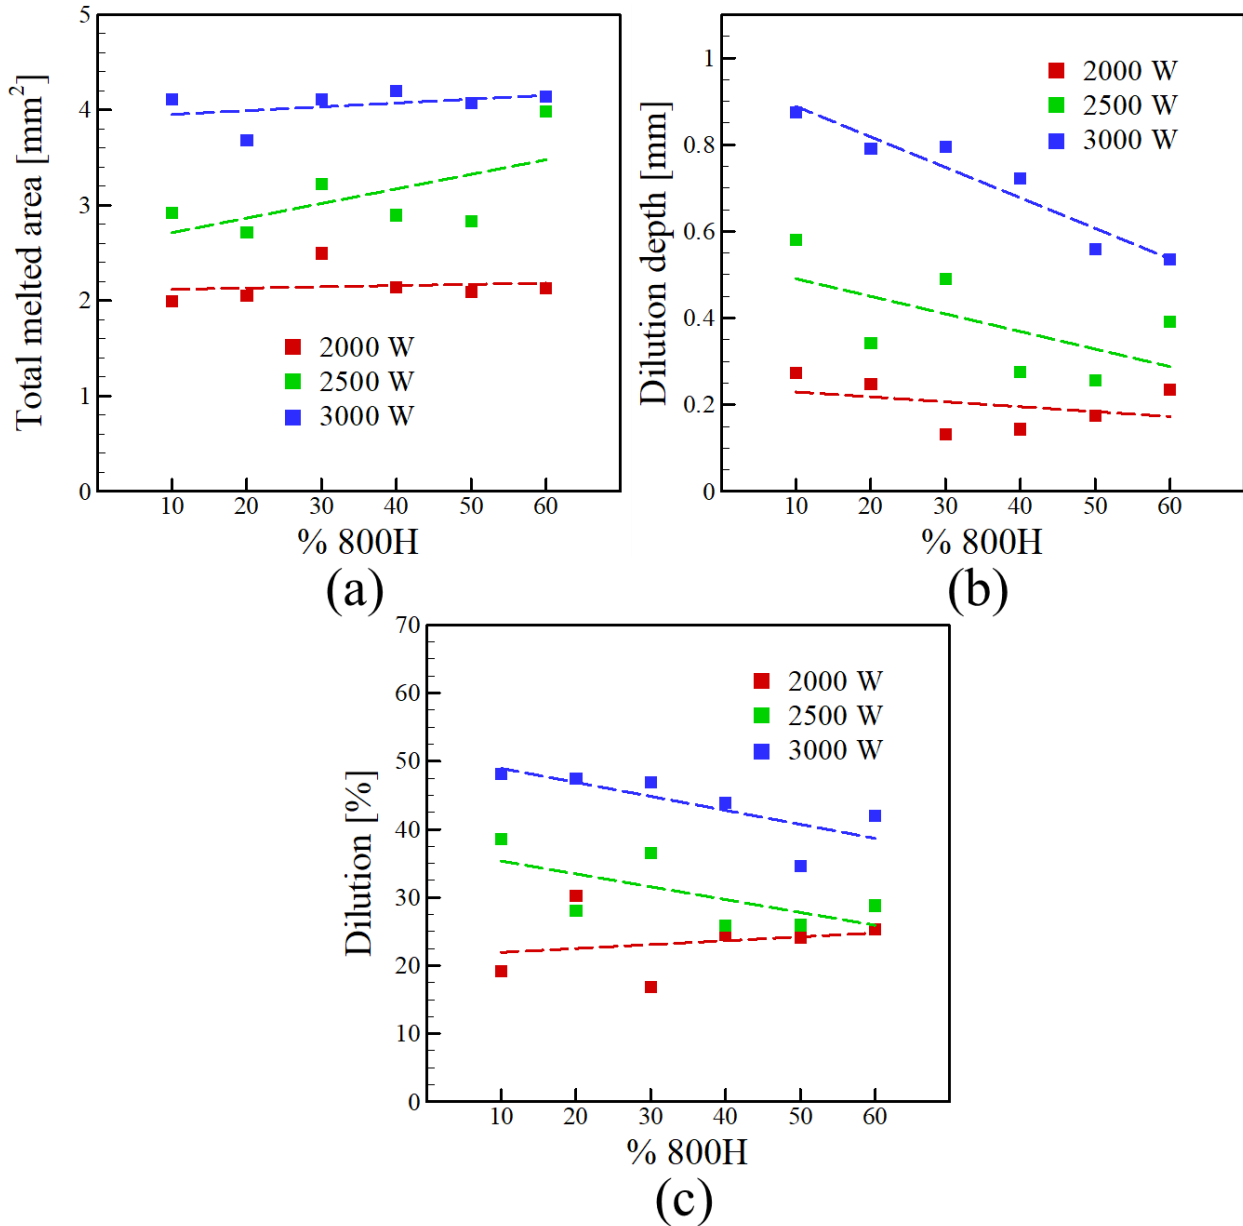 Total melted area [mm²]
5
4
3
2
1
0
2000 W
2500 W
3000 W
10 20 30 40 50 60
% 800H
(a)
Dilution depth [mm]
1
0.8
0.6
0.4
0.2
0
2000 W
2500 W
3000 W
10 20 30 40 50 60
% 800H
(b)
Dilution [%]
70
60
50
40
30
20
10
0
2000 W
2500 W
3000 W
10 20 30 40 50 60
% 800H
(c)